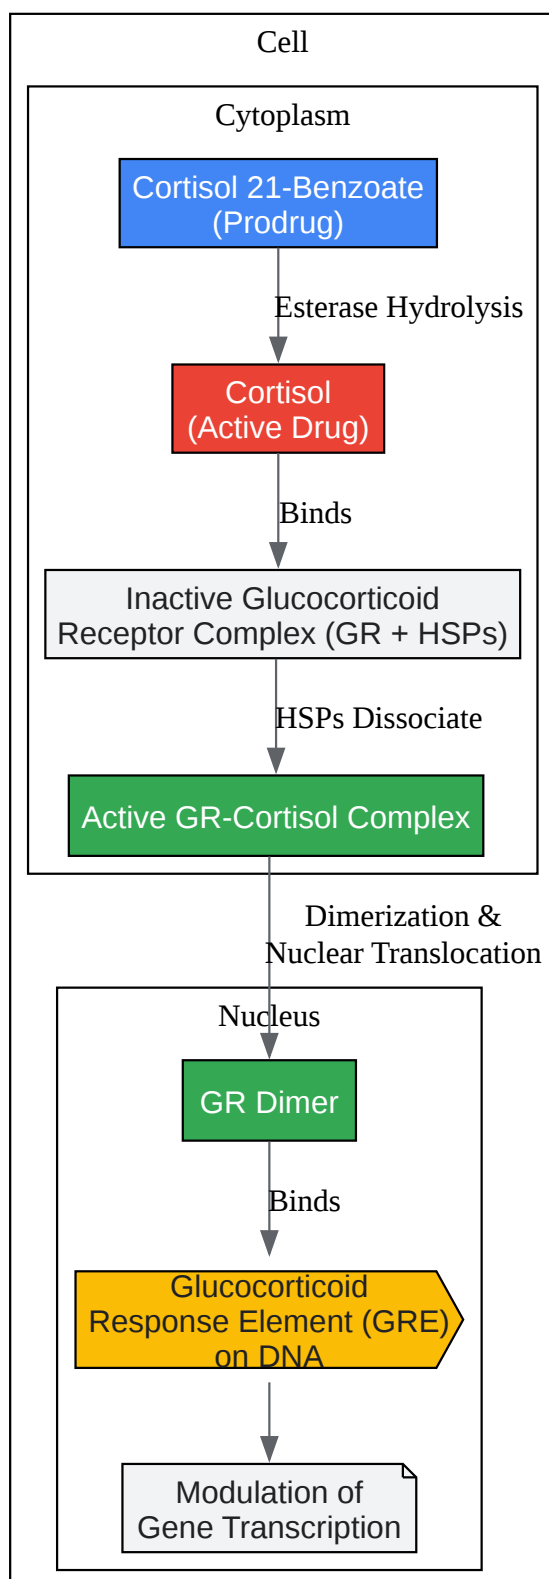 Cell
Cytoplasm
Cortisol 21-Benzoate
(Prodrug)
Esterase Hydrolysis
Cortisol
(Active Drug)
Binds
Inactive Glucocorticoid
Receptor Complex (GR + HSPs)
HSPs Dissociate
Active GR-Cortisol Complex
Dimerization &
Nuclear Translocation
Nucleus
GR Dimer
Binds
Glucocorticoid
Response Element (GRE)
on DNA
Modulation of
Gene Transcription